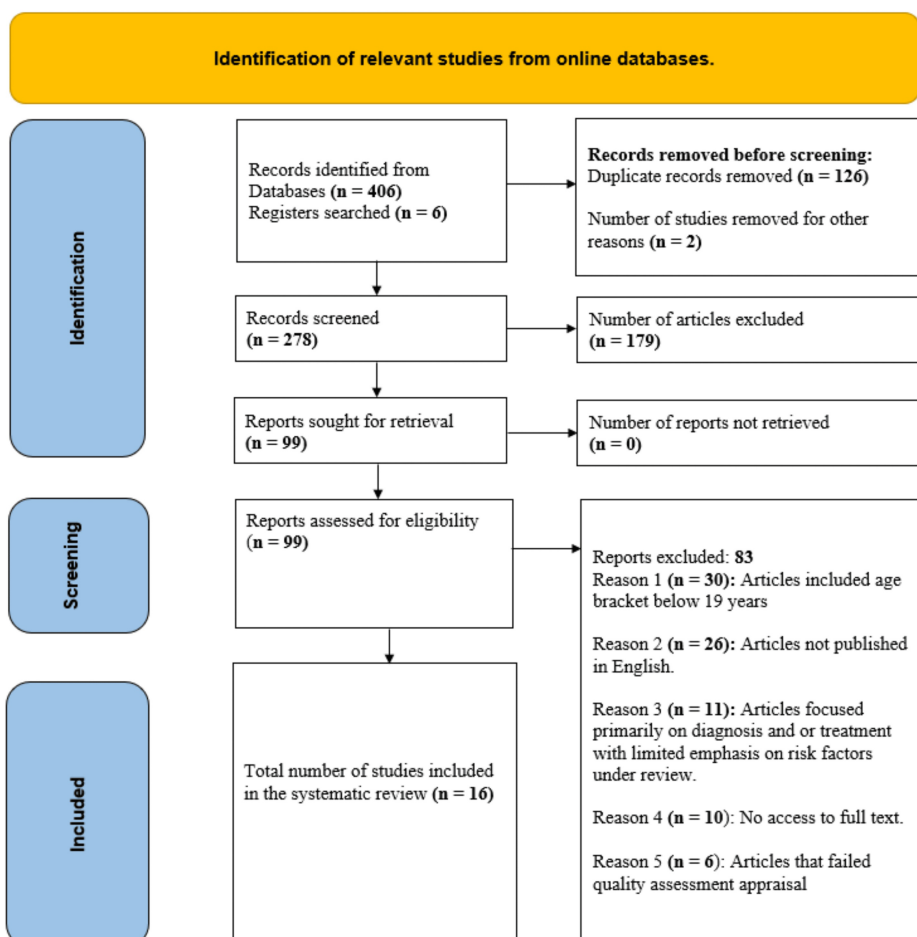 Identification of relevant studies from online databases.
Identification
Records identified from
Databases (n = 406)
Registers searched (n = 6)
Records removed before screening:
Duplicate records removed (n = 126)
Number of studies removed for other
reasons (n = 2)
Records screened
(n = 278)
Number of articles excluded
(n = 179)
Reports sought for retrieval
(n = 99)
Number of reports not retrieved
(n = 0)
Screening
Reports assessed for eligibility
(n = 99)
Reports excluded: 83
Reason 1 (n = 30): Articles included age
bracket below 19 years
Reason 2 (n = 26): Articles not published
in English.
Reason 3 (n = 11): Articles focused
primarily on diagnosis and or treatment
with limited emphasis on risk factors
under review.
Reason 4 (n = 10): No access to full text.
Reason 5 (n = 6): Articles that failed
quality assessment appraisal
Included
Total number of studies included
in the systematic review (n = 16)